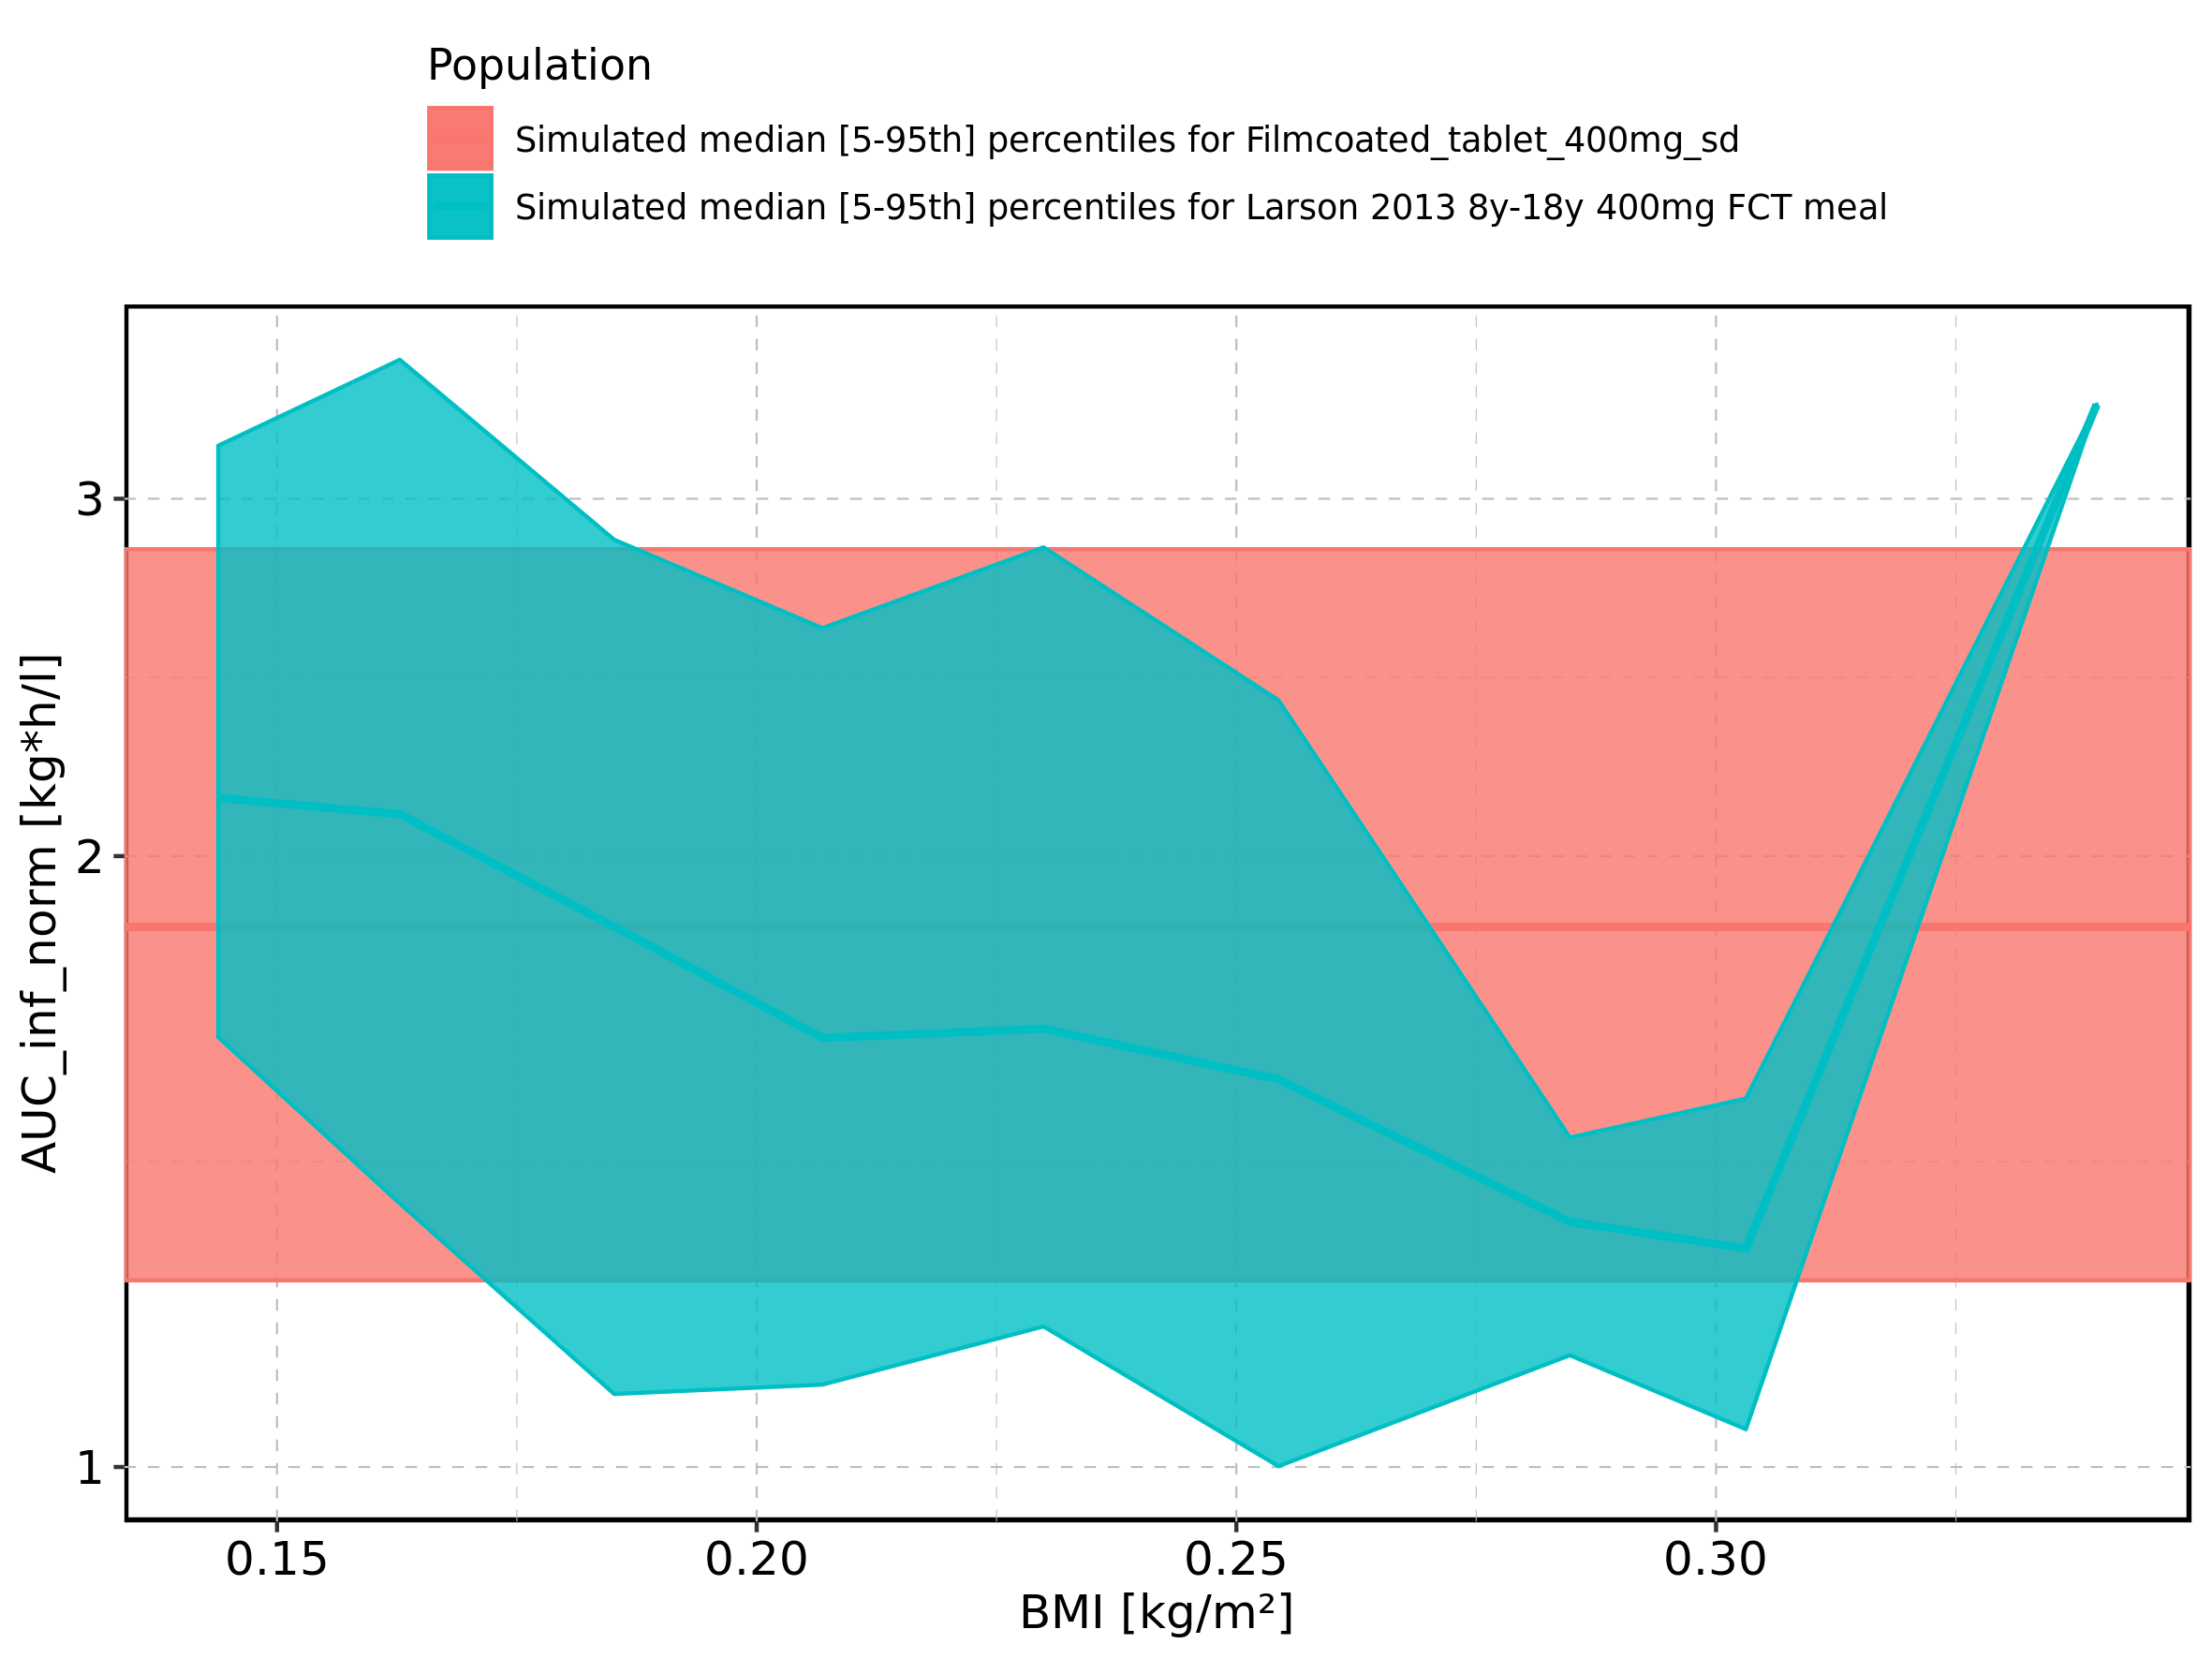 Population
Simulated median [5-95th] percentiles for Filmcoated_tablet_400mg_sd
Simulated median [5-95th] percentiles for Larson 2013 8y-18y 400mg FCT meal
AUC_inf_norm [kg*h/l]
3
2
1
0.15 0.20 0.25 0.30
BMI [kg/m²]